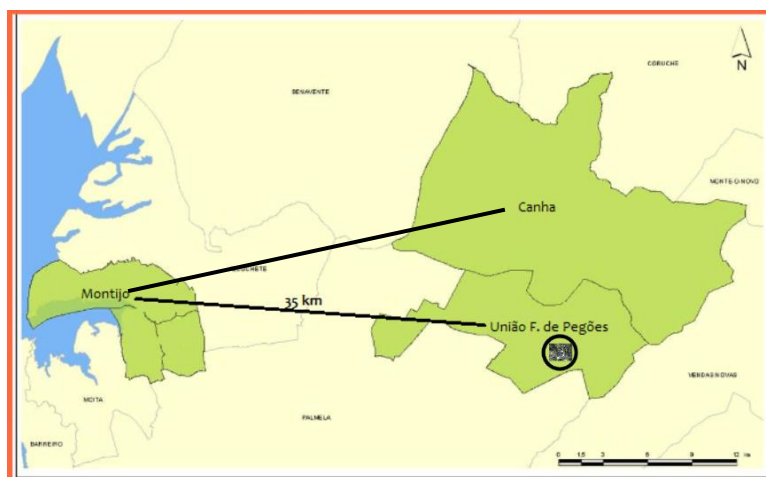 CORUCHE
N
BENAVENTE
MONTEMOR-O-NOVO
Canha
Montijo
35 km
União F. de Pegões
VENDAS NOVAS
MOITA
PALMELA
BARREIRO
0 1,5 3 6 9 12 km